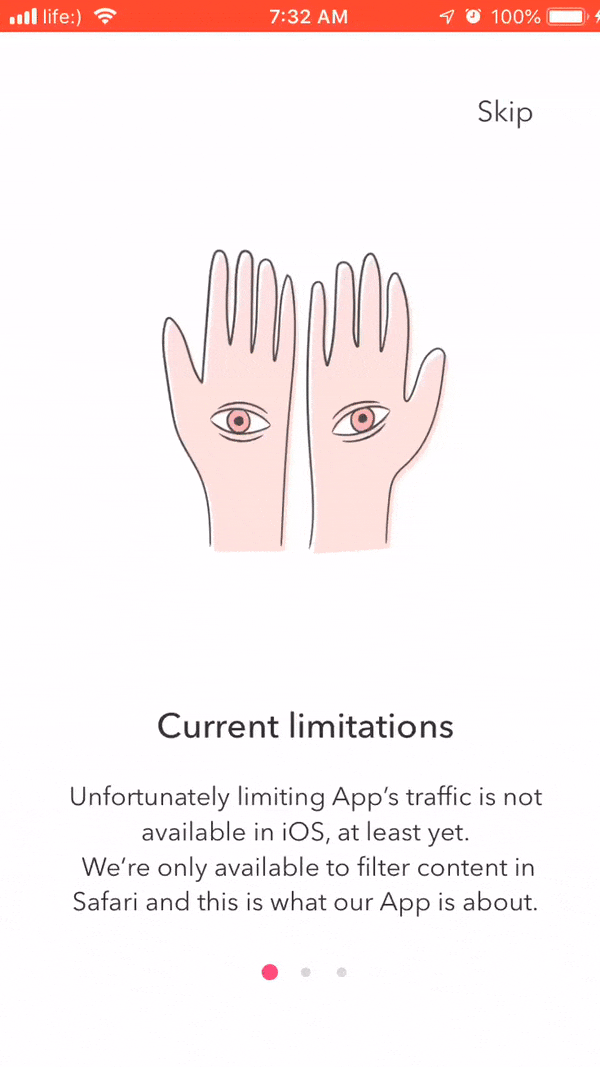 life:) 7:32 AM 100%
Skip
Current limitations
Unfortunately limiting App’s traffic is not
available in iOS, at least yet.
We’re only available to filter content in
Safari and this is what our App is about.